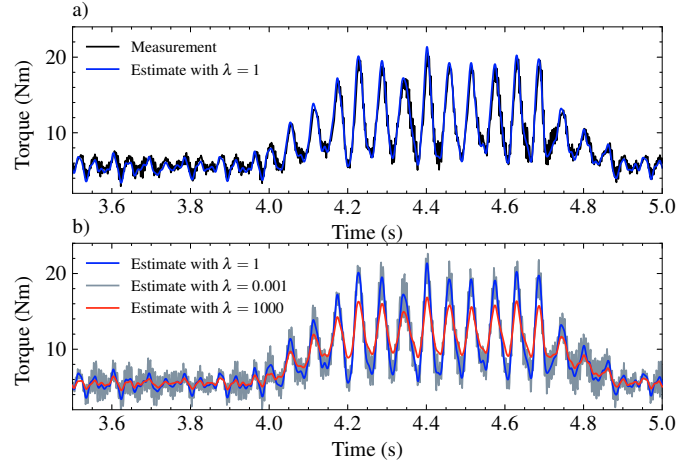 a)
Measurement
Estimate with λ = 1
20
10
Torque (Nm)
3.6 3.8 4.0 4.2 4.4 4.6 4.8 5.0
Time (s)
b)
Estimate with λ = 1
Estimate with λ = 0.001
Estimate with λ = 1000
20
10
Torque (Nm)
3.6 3.8 4.0 4.2 4.4 4.6 4.8 5.0
Time (s)